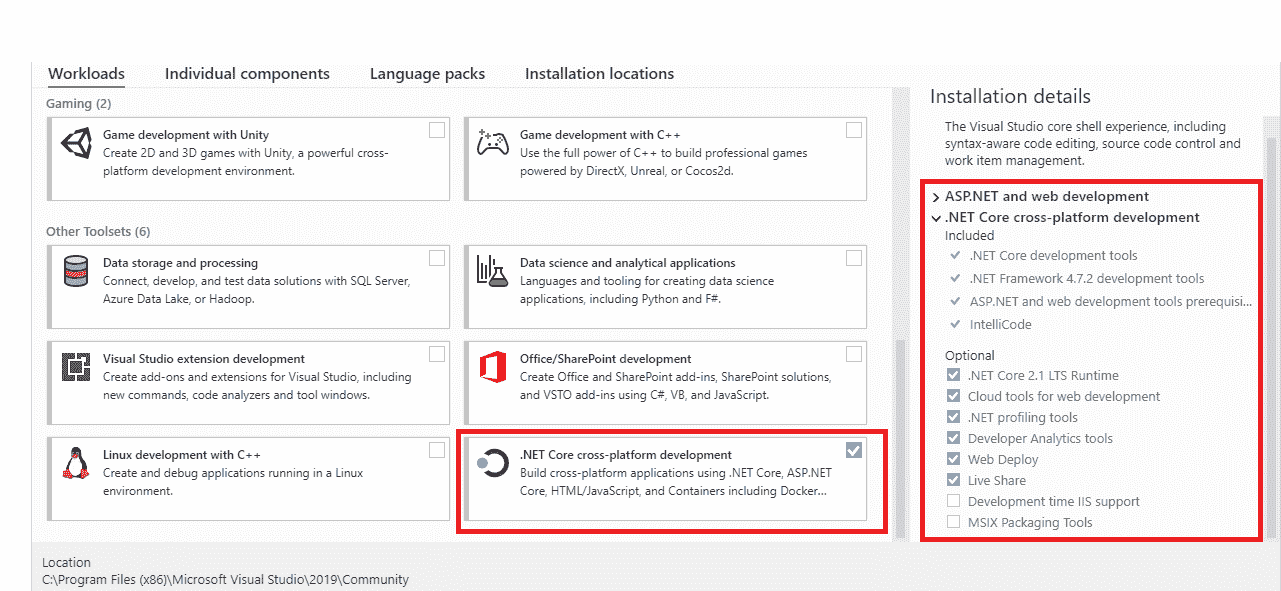 Workloads
Individual components
Language packs
Installation locations
Gaming (2)
Game development with Unity
Create 2D and 3D games with Unity, a powerful cross-
platform development environment.
Game development with C++
Use the full power of C++ to build professional games
powered by DirectX, Unreal, or Cocos2d.
Other Toolsets (6)
Data storage and processing
Connect, develop, and test data solutions with SQL Server,
Azure Data Lake, or Hadoop.
Data science and analytical applications
Languages and tooling for creating data science
applications, including Python and F#.
Visual Studio extension development
Create add-ons and extensions for Visual Studio, including
new commands, code analyzers and tool windows.
Office/SharePoint development
Create Office and SharePoint add-ins, SharePoint solutions,
and VSTO add-ins using C#, VB, and JavaScript.
Linux development with C++
Create and debug applications running in a Linux
environment.
.NET Core cross-platform development
Build cross-platform applications using .NET Core, ASP.NET
Core, HTML/JavaScript, and Containers including Docker...
Installation details
The Visual Studio core shell experience, including
syntax-aware code editing, source code control and
work item management.
ASP.NET and web development
.NET Core cross-platform development
Included
.NET Core development tools
.NET Framework 4.7.2 development tools
ASP.NET and web development tools prerequisi...
IntelliCode
Optional
.NET Core 2.1 LTS Runtime
Cloud tools for web development
.NET profiling tools
Developer Analytics tools
Web Deploy
Live Share
Development time IIS support
MSIX Packaging Tools
Location
C:\Program Files (x86)\Microsoft Visual Studio\2019\Community